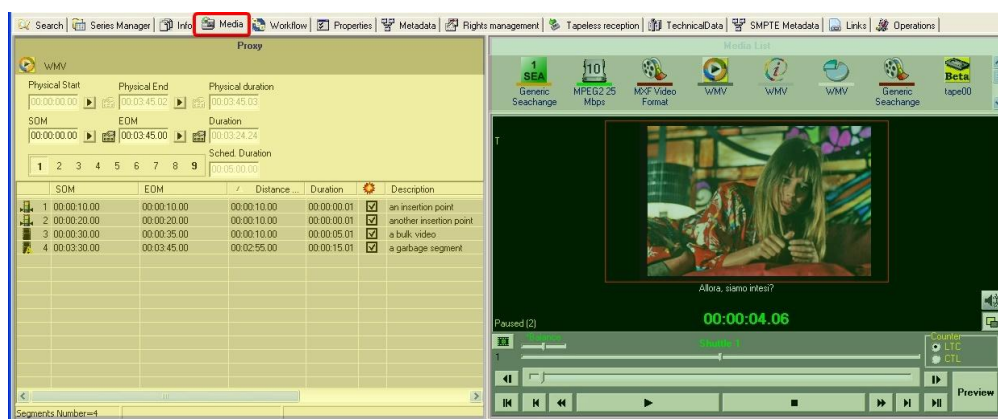 Search Series Manager Info Media Workflow Properties Metadata Rights management Tapeless reception TechnicalData SMPTE Metadata Links Operations
Proxy
WMV
Physical Start Physical End Physical duration
00:00:00.00 00:03:45.02 00:03:45.03
SOM EOM Duration
00:00:00.00 00:03:45.00 00:03:24.24
Sched. Duration
1 2 3 4 5 6 7 8 9 00:05:00.00
SOM EOM Distance ... Duration Description
1 00:00:10.00 00:00:10.00 00:00:10.00 00:00:00.01 an insertion point
2 00:00:20.00 00:00:20.00 00:00:10.00 00:00:00.01 another insertion point
3 00:00:30.00 00:00:35.00 00:00:10.00 00:00:05.01 a bulk video
4 00:03:30.00 00:03:45.00 00:02:55.00 00:00:15.01 a garbage segment
Segments Number=4
Media List
1 SEA
Generic Seachange
10
MPEG2 25 Mbps
MXF Video Format
WMV
WMV
WMV
Generic Seachange
Beta
tape00
T
Allora, siamo intesi?
Paused (2)
00:00:04.06
Shuttle 1
1
Counter
LTC
CTL
Preview